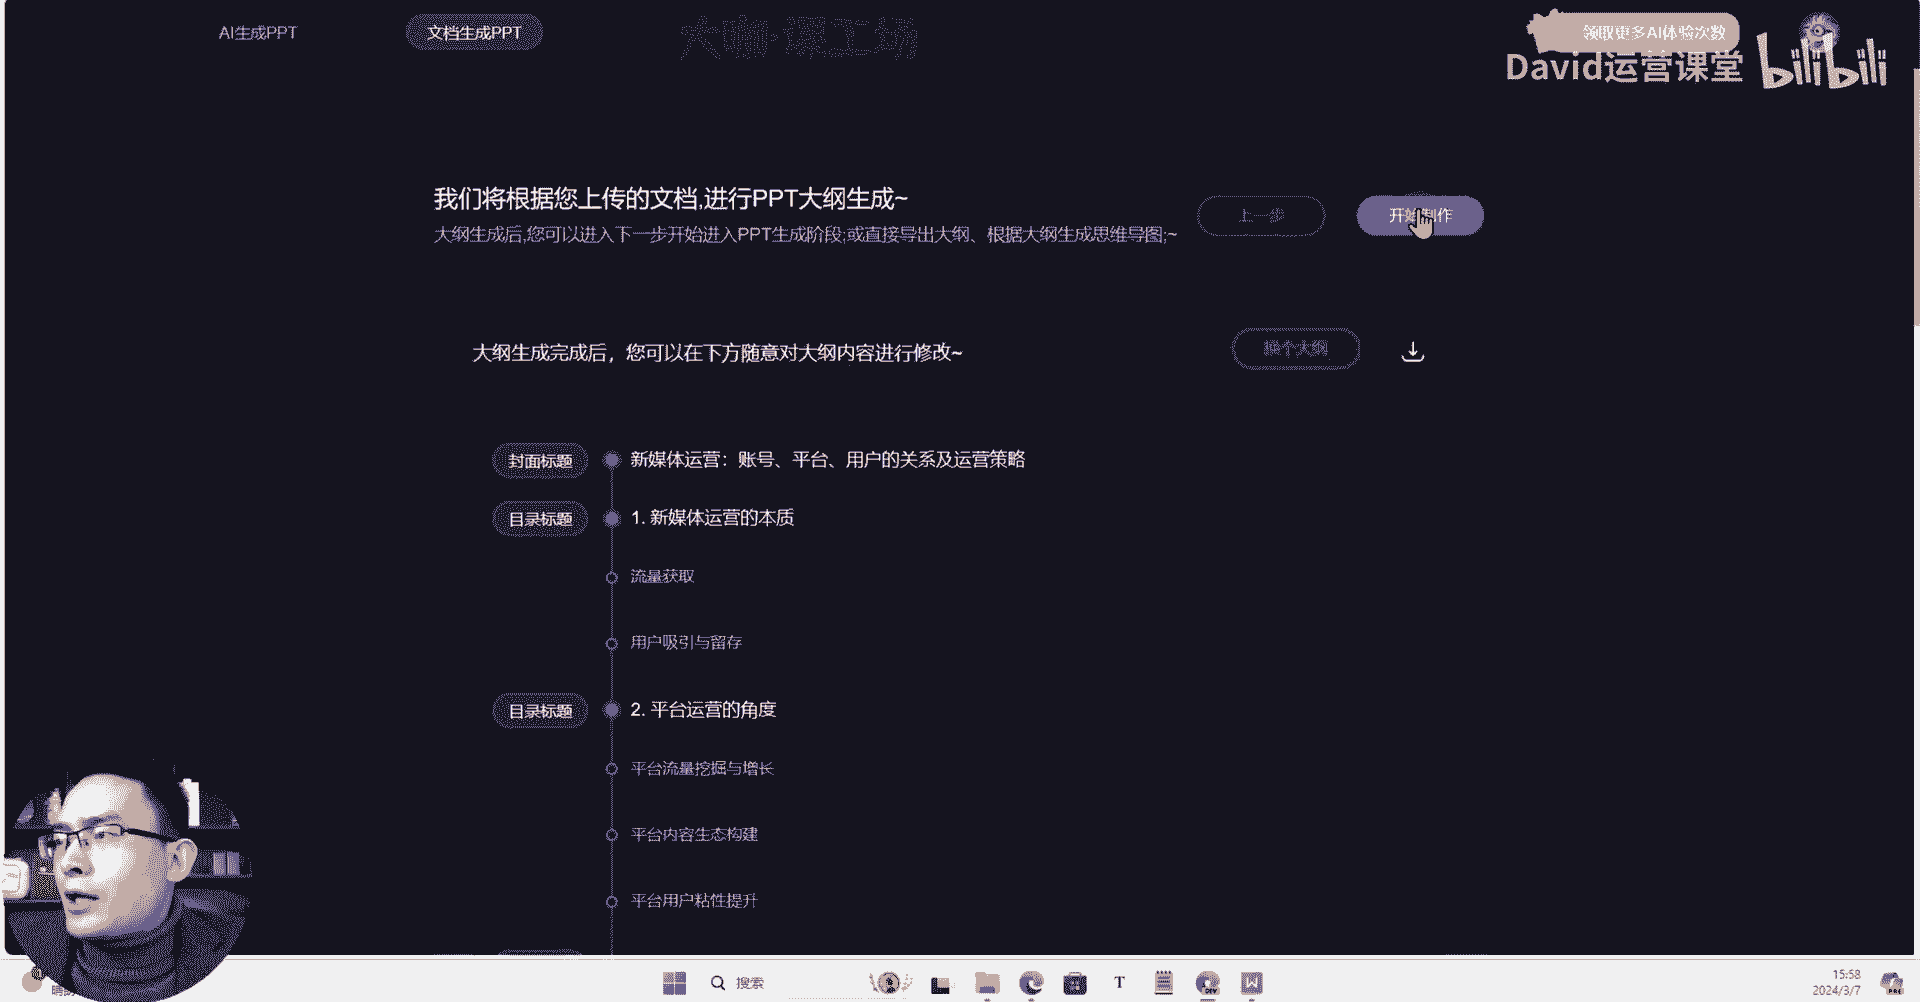 AI生成PPT
文档生成PPT
大咖·课工场
领取更多AI体验次数
David运营课堂
bilibili
我们将根据您上传的文档,进行PPT大纲生成~
大纲生成后,您可以进入下一步开始进入PPT生成阶段;或直接导出大纲、根据大纲生成思维导图;~
上一步
开始制作
大纲生成完成后，您可以在下方随意对大纲内容进行修改~
换个大纲
封面标题
新媒体运营：账号、平台、用户的关系及运营策略
目录标题
1. 新媒体运营的本质
流量获取
用户吸引与留存
目录标题
2. 平台运营的角度
平台流量挖掘与增长
平台内容生态构建
平台用户粘性提升
搜索
15:58
2024/3/7